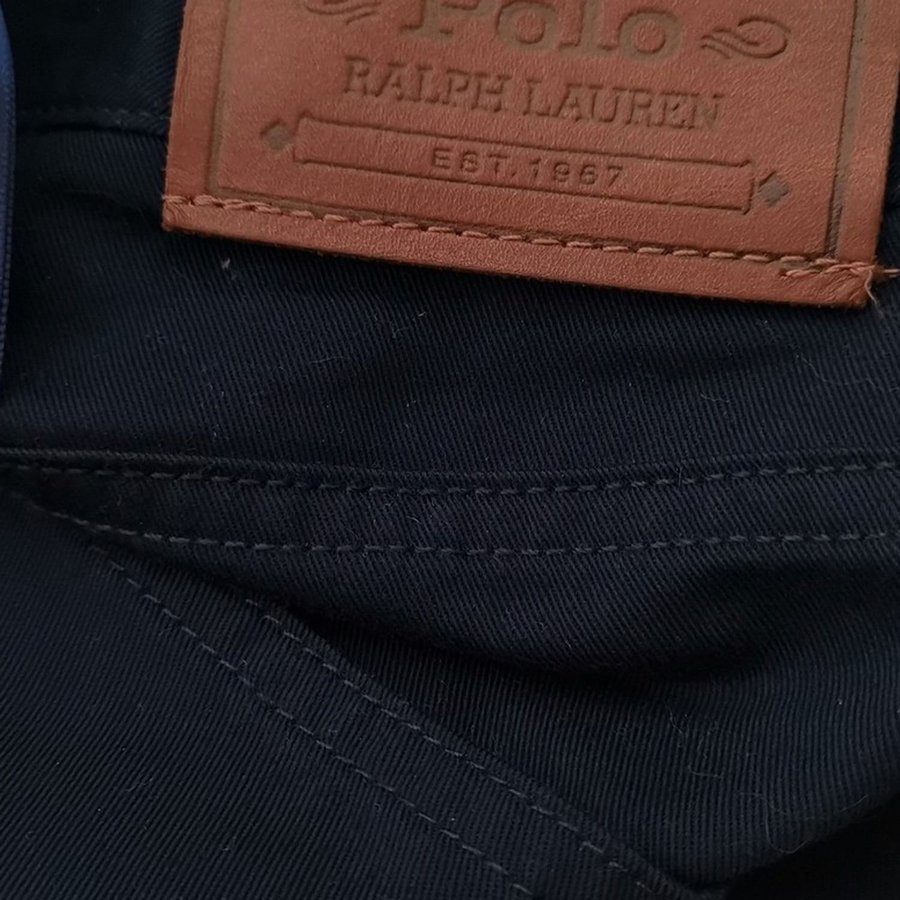 Polo
RALPH LAUREN
EST. 1967